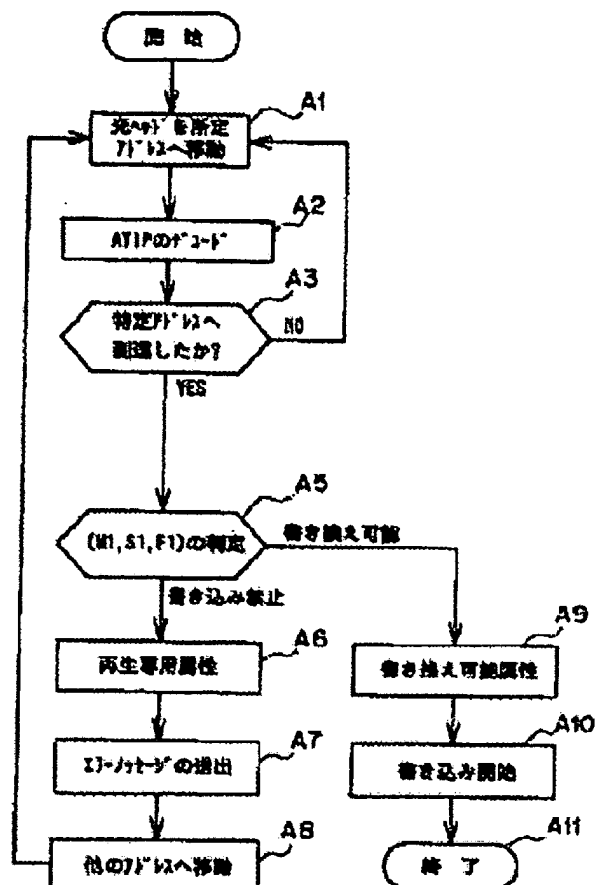 開 始
A1
光ヘッドを所定
アドレスへ移動
A2
ATIPのデコード
A3
特定アドレスへ
到達したか?
NO
YES
A5
(M1,S1,F1)の判定
書き換え可能
書き込み禁止
A6
再生専用属性
A9
書き換え可能属性
A7
エラーメッセージの送出
A10
書き込み開始
A8
他のアドレスへ移動
A11
終 了